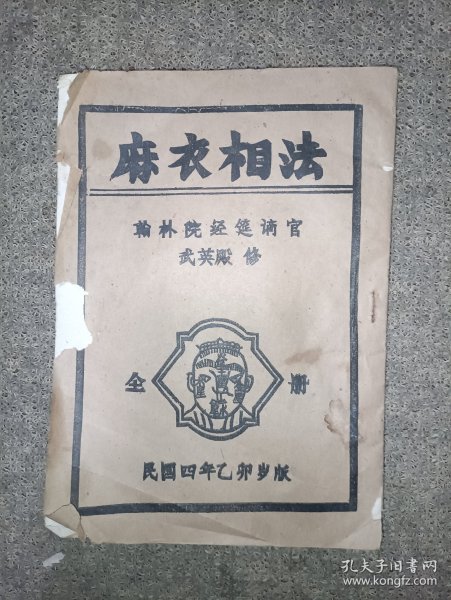 麻衣相法
翰林院经筵讲官
武英殿 修
全 册
民國四年乙卯岁版
孔夫子旧书网
www.kongfz.com